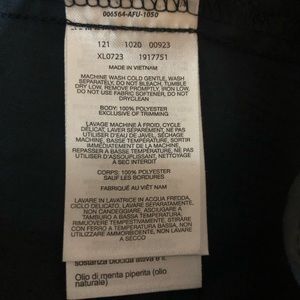 006564-AFU-1050
121 1020 00923
XL0723 1917751
MADE IN VIETNAM
MACHINE WASH COLD GENTLE, WASH
SEPARATELY, DO NOT BLEACH, TUMBLE
DRY LOW, REMOVE PROMPTLY, IRON LOW,
DO NOT USE FABRIC SOFTENER, DO NOT
DRYCLEAN
BODY: 100% POLYESTER
EXCLUSIVE OF TRIMMING
LAVAGE MACHINE À FROID, CYCLE
DÉLICAT, LAVER SÉPARÉMENT, NE PAS
UTILISER D'EAU DE JAVEL, SÉCHAGE
MACHINE, BASSE TEMPÉRATURE, SORTIR
IMMÉDIATEMENT DE LA MACHINE,
REPASSER À BASSE TEMPÉRATURE, NE PAS
UTILISER D'ASSOUPLISSANT, NETTOYAGE
À SEC INTERDIT
CORPS: 100% POLYESTER
SAUF LES BORDURES
FABRIQUÉ AU VIÊT NAM
LAVARE IN LAVATRICE IN ACQUA FREDDA,
CICLO DELICATO, LAVARE SEPARATAMENTE,
NON CANDEGGIARE, ASCIUGARE IN
TAMBURO A BASSA TEMPERATURA,
RIMUOVERE TEMPESTIVAMENTE, STIRARE
CON FERRO A TEMPERATURA BASSA, NON
UTILIZZARE AMMORBIDENTE, NON LAVARE
A SECCO
sostanza biocida attiva è il
Olio di menta piperita (olio
naturale)